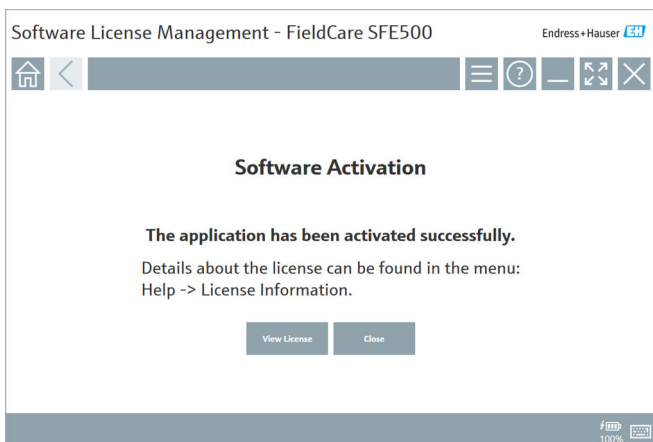 Software License Management - FieldCare SFE500
Endress+Hauser EH
?
Software Activation
The application has been activated successfully.
Details about the license can be found in the menu:
Help -> License Information.
View License
Close
100%